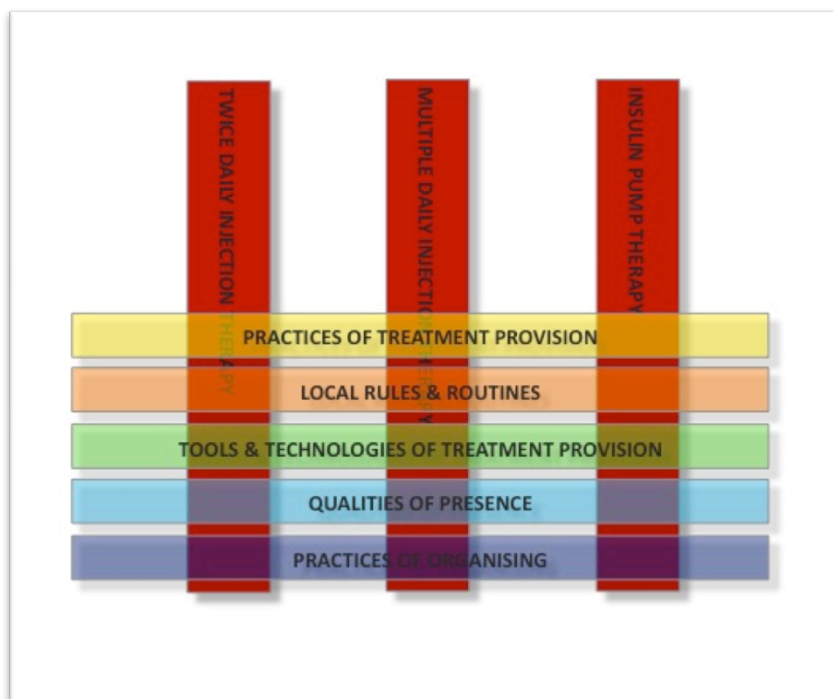 TWICE DAILY INJECTION THERAPY
MULTIPLE DAILY INJECTION THERAPY
INSULIN PUMP THERAPY
PRACTICES OF TREATMENT PROVISION
LOCAL RULES & ROUTINES
TOOLS & TECHNOLOGIES OF TREATMENT PROVISION
QUALITIES OF PRESENCE
PRACTICES OF ORGANISING